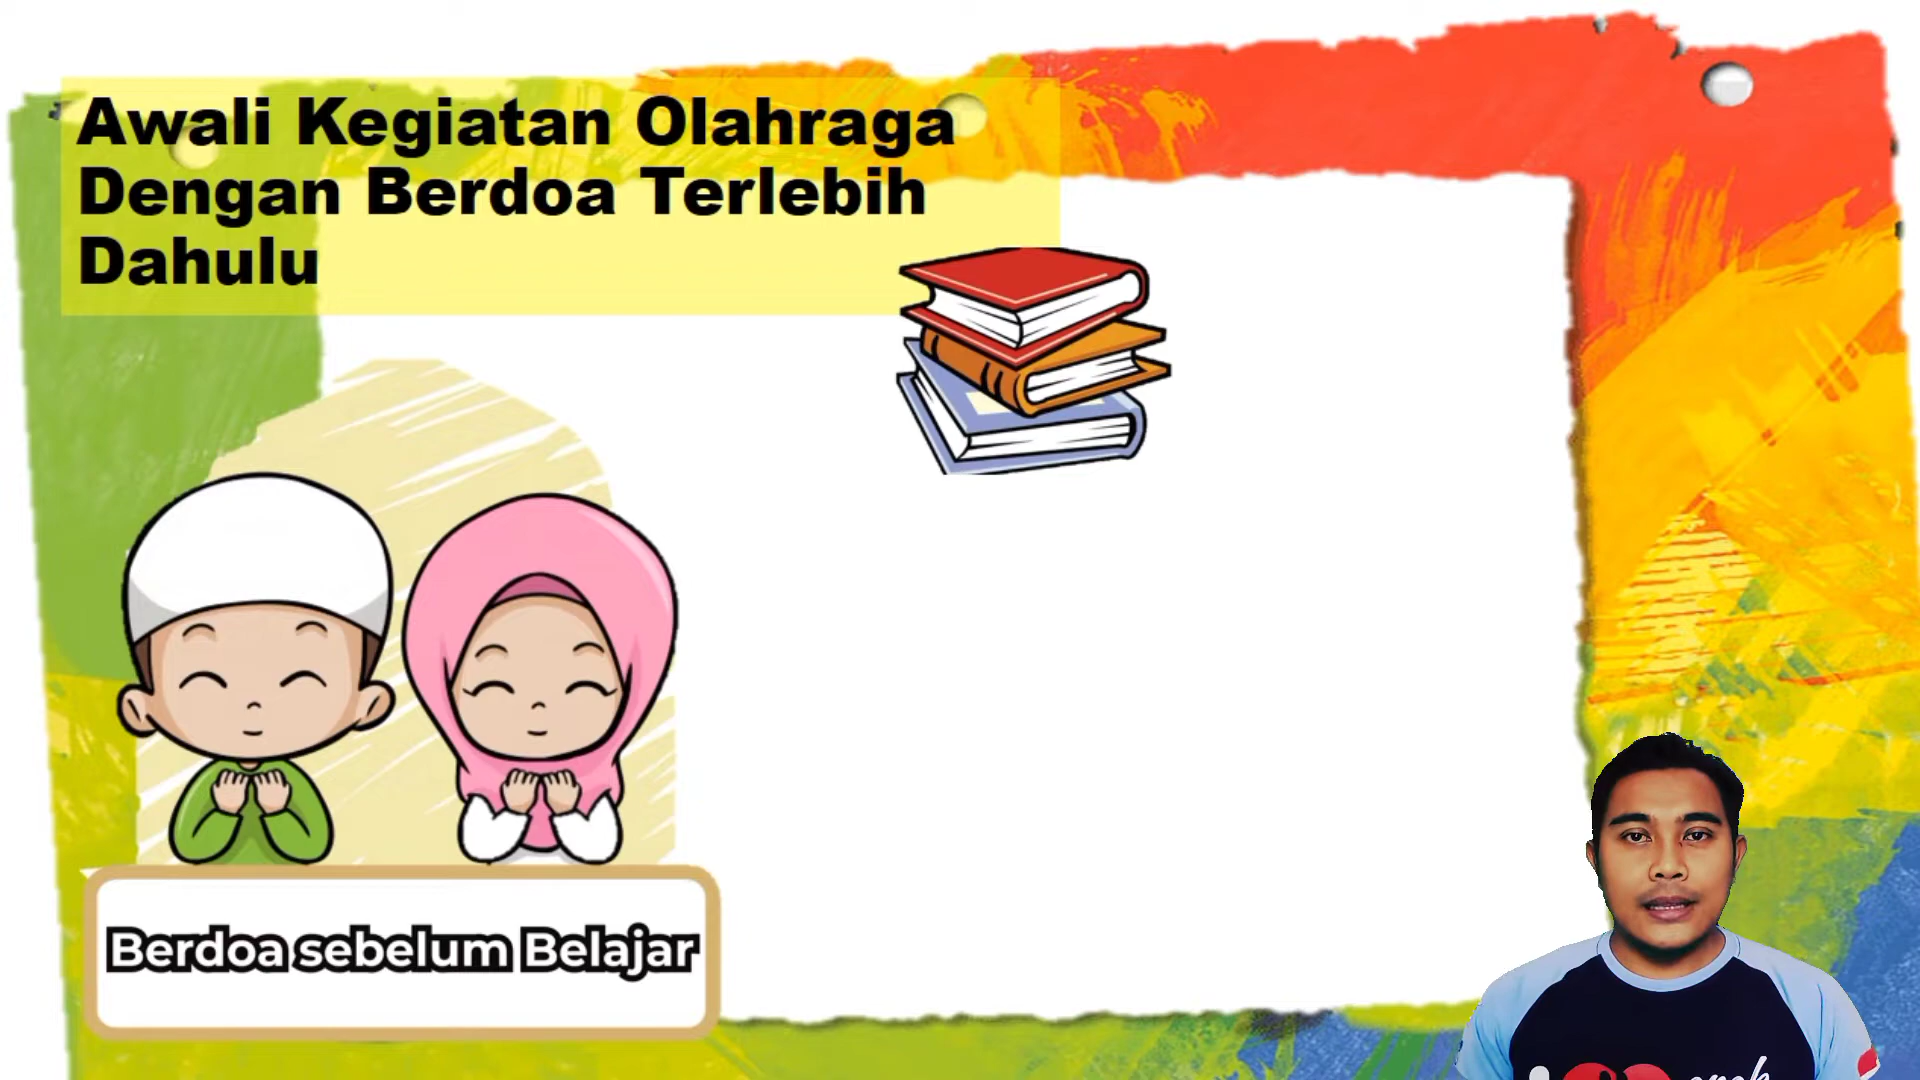 Awali Kegiatan Olahraga
Dengan Berdoa Terlebih
Dahulu
Berdoa sebelum Belajar